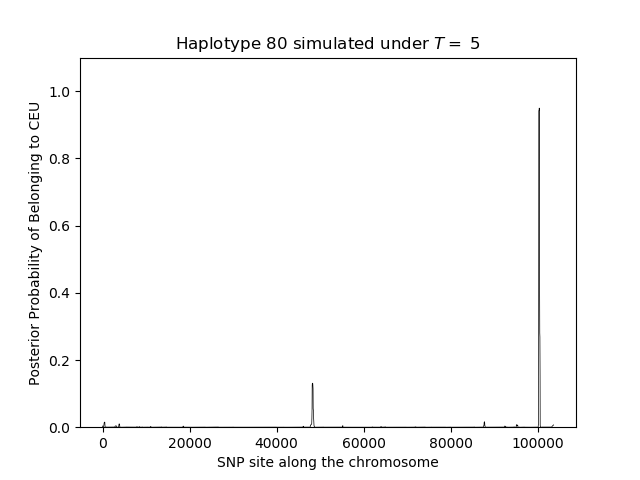 Haplotype 80 simulated under T = 5
Posterior Probability of Belonging to CEU
1.0
0.8
0.6
0.4
0.2
0.0
0 20000 40000 60000 80000 100000
SNP site along the chromosome